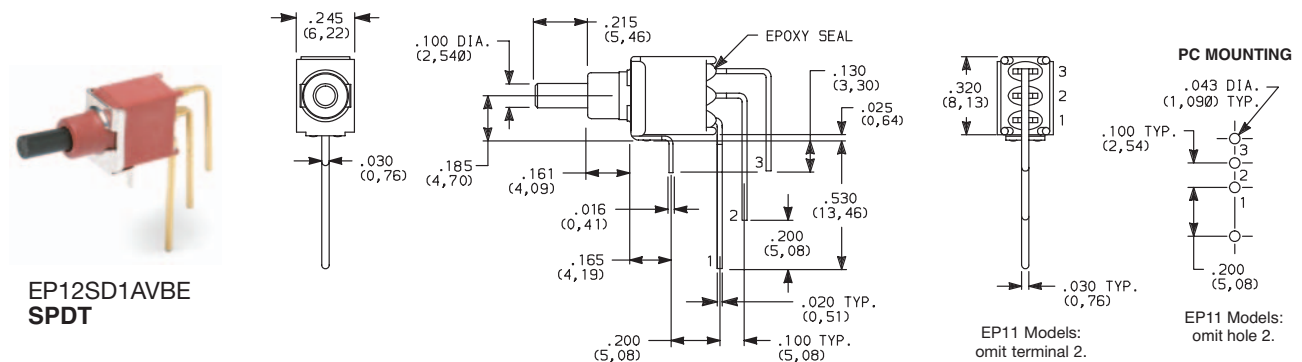 EP12SD1AVBE
SPDT
.245
(6,22)
.030
(0,76)
.215
(5,46)
.100 DIA.
(2,540)
EPOXY SEAL
.130
(3,30)
.025
(0,64)
.185
(4,70)
.161
(4,09)
.016
(0,41)
.165
(4,19)
.200
(5,08)
3
2
1
.530
(13,46)
.200
(5,08)
.020 TYP.
(0,51)
.100 TYP.
(5,08)
.320
(8,13)
3
2
1
.030 TYP.
(0,76)
EP11 Models:
omit terminal 2.
PC MOUNTING
.043 DIA.
(1,090) TYP.
.100 TYP.
(2,54)
3
2
1
.200
(5,08)
EP11 Models:
omit hole 2.